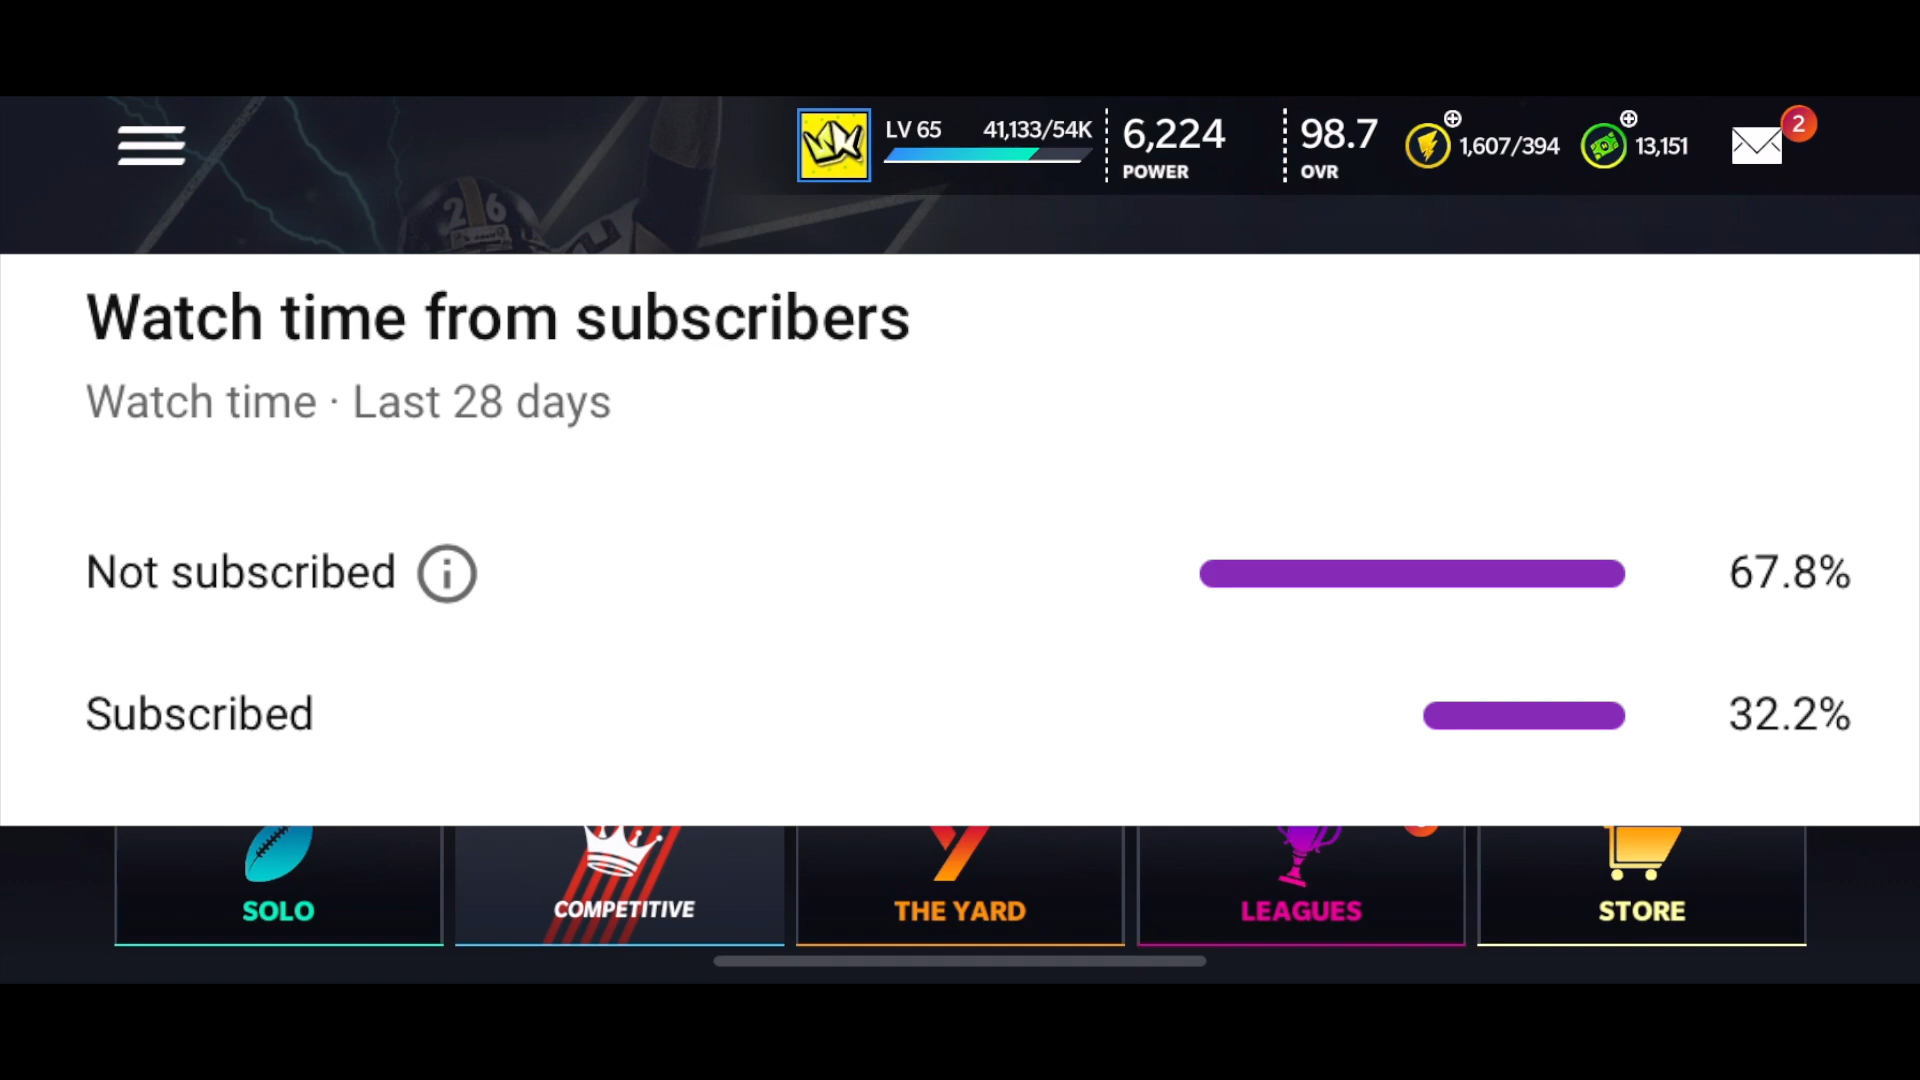 LV 65 41,133/54K 6,224 98.7 1,607/394 13,151 2
POWER OVR
26
Watch time from subscribers
Watch time · Last 28 days
Not subscribed i 67.8%
Subscribed 32.2%
SOLO COMPETITIVE THE YARD LEAGUES STORE